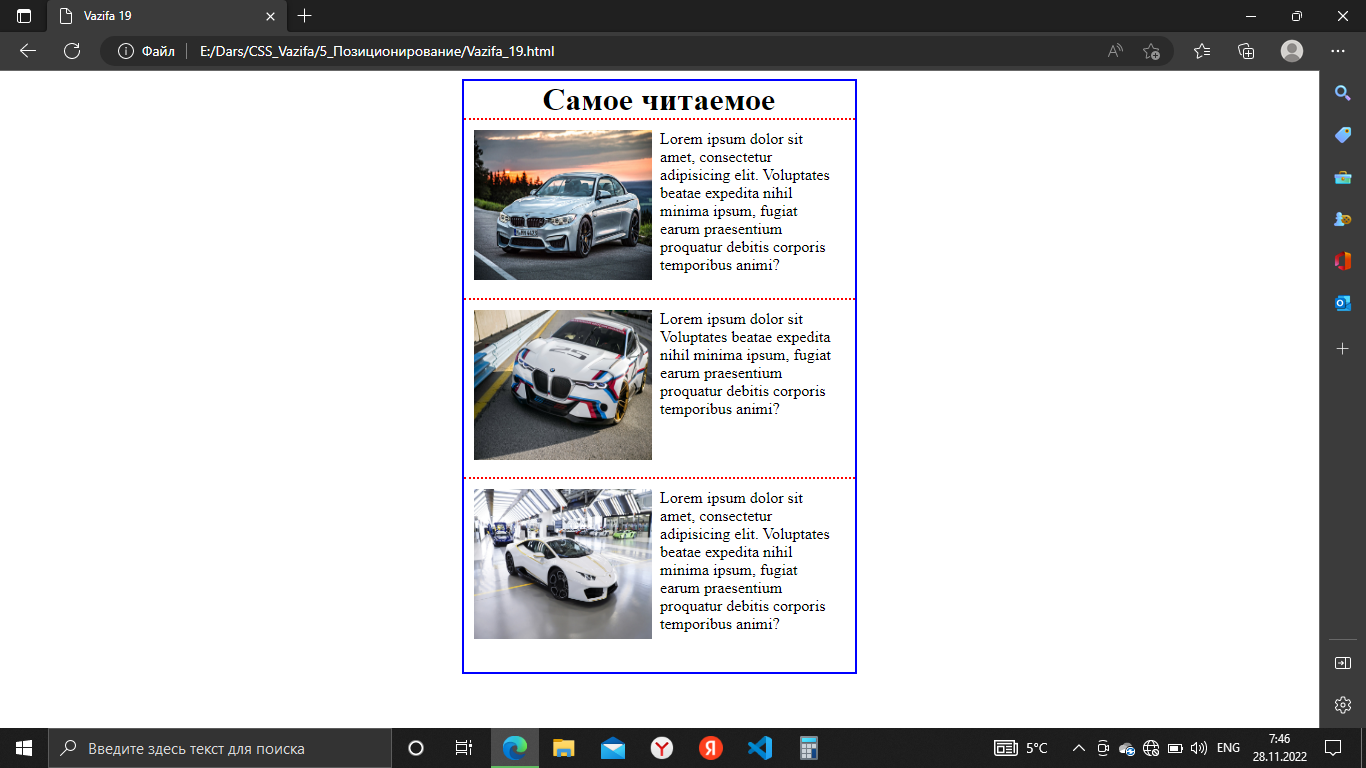 Vazifa 19
Файл
E:/Dars/CSS_Vazifa/5_Позиционирование/Vazifa_19.html
Самое читаемое
Lorem ipsum dolor sit
amet, consectetur
adipisicing elit. Voluptates
beatae expedita nihil
minima ipsum, fugiat
earum praesentium
proquatur debitis corporis
temporibus animi?
Lorem ipsum dolor sit
Voluptates beatae expedita
nihil minima ipsum, fugiat
earum praesentium
proquatur debitis corporis
temporibus animi?
Lorem ipsum dolor sit
amet, consectetur
adipisicing elit. Voluptates
beatae expedita nihil
minima ipsum, fugiat
earum praesentium
proquatur debitis corporis
temporibus animi?
Введите здесь текст для поиска
5°C
ENG
7:46
28.11.2022